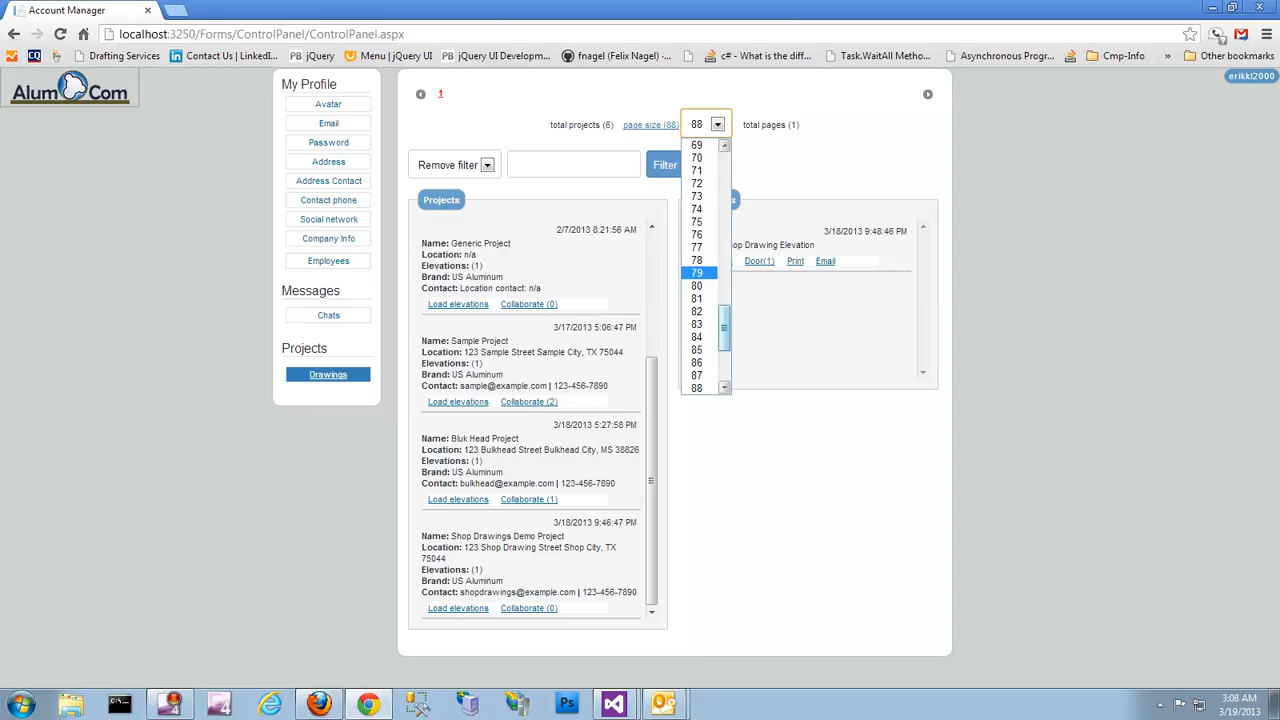 Account Manager
localhost:3250/Forms/ControlPanel/ControlPanel.aspx
CQ Drafting Services Contact Us | LinkedI... PB jQuery Menu / jQuery UI PB jQuery UI Developm... fnagel (Felix Nagel) ... c# - What is the diff... Task.WaitAll Metho... Asynchronous Progr... Cmp-Info » Other bookmarks
Alum Com
erikkl2000
My Profile
Avatar
Email
Password
Address
Address Contact
Contact phone
Social network
Company Info
Employees
Messages
Chats
Projects
Drawings
1
total projects (6) page size (88) 88 total pages (1)
Remove filter Filter
69
70
71
72
73
74
75
76
77
78
79
80
81
82
83
84
85
86
87
88
Projects
2/7/2013 8:21:56 AM
Name: Generic Project
Location: n/a
Elevations: (1)
Brand: US Aluminum
Contact: Location contact: n/a
Load elevations Collaborate (0)
3/17/2013 5:06:47 PM
Name: Sample Project
Location: 123 Sample Street Sample City, TX 75044
Elevations: (1)
Brand: US Aluminum
Contact: sample@example.com | 123-456-7890
Load elevations Collaborate (2)
3/18/2013 5:27:58 PM
Name: Bluk Head Project
Location: 123 Bulkhead Street Bulkhead City, MS 38826
Elevations: (1)
Brand: US Aluminum
Contact: bulkhead@example.com | 123-456-7890
Load elevations Collaborate (1)
3/18/2013 9:46:47 PM
Name: Shop Drawings Demo Project
Location: 123 Shop Drawing Street Shop City, TX
75044
Elevations: (1)
Brand: US Aluminum
Contact: shopdrawings@example.com | 123-456-7890
Load elevations Collaborate (0)
s
3/18/2013 9:48:46 PM
op Drawing Elevation
Door(1) Print Email
4 4 Ps
3:08 AM
3/19/2013